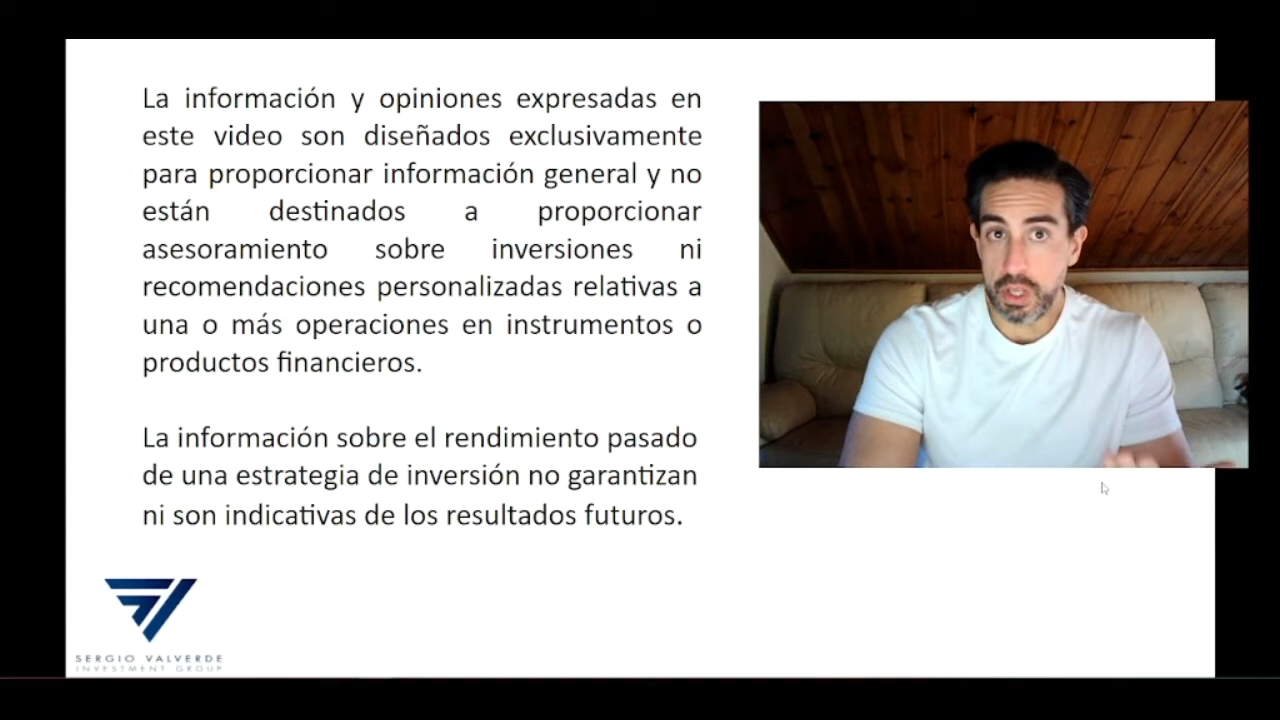 La información y opiniones expresadas en
este video son diseñados exclusivamente
para proporcionar información general y no
están destinados a proporcionar
asesoramiento sobre inversiones ni
recomendaciones personalizadas relativas a
una o más operaciones en instrumentos o
productos financieros.
La información sobre el rendimiento pasado
de una estrategia de inversión no garantizan
ni son indicativas de los resultados futuros.
SERGIO VALVERDE
INVESTMENT GROUP